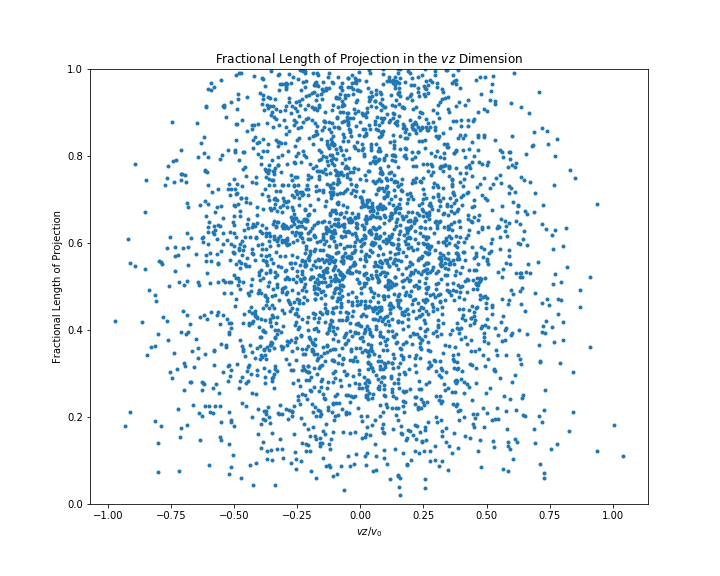 Fractional Length of Projection in the vz Dimension
Fractional Length of Projection
1.0
0.8
0.6
0.4
0.2
0.0
−1.00 −0.75 −0.50 −0.25 0.00 0.25 0.50 0.75 1.00
vz/v₀